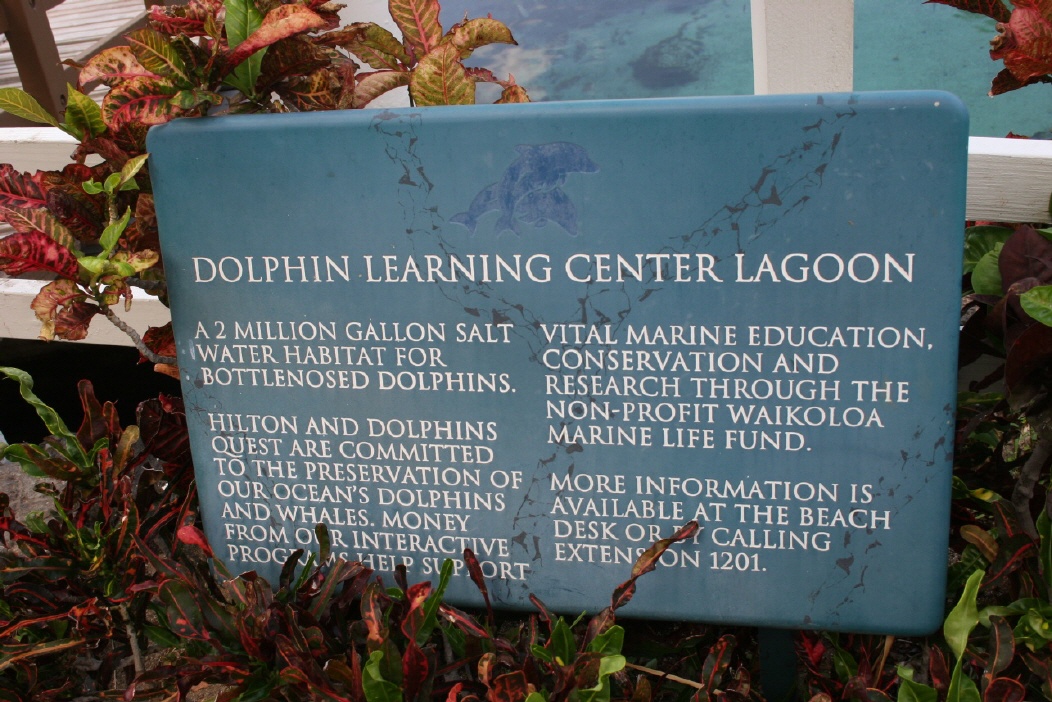 DOLPHIN LEARNING CENTER LAGOON
A 2 MILLION GALLON SALT
WATER HABITAT FOR
BOTTLENOSED DOLPHINS.
HILTON AND DOLPHINS
QUEST ARE COMMITTED
TO THE PRESERVATION OF
OUR OCEAN'S DOLPHINS
AND WHALES. MONEY
FROM OUR INTERACTIVE
PROGRAMS HELP SUPPORT
VITAL MARINE EDUCATION,
CONSERVATION AND
RESEARCH THROUGH THE
NON-PROFIT WAIKOLOA
MARINE LIFE FUND.
MORE INFORMATION IS
AVAILABLE AT THE BEACH
DESK OR BY CALLING
EXTENSION 1201.